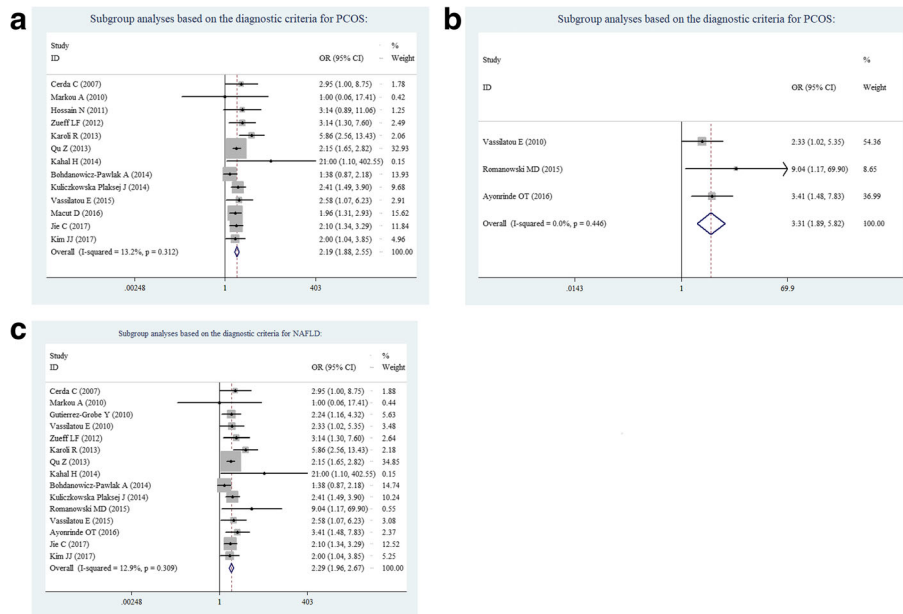 a
Subgroup analyses based on the diagnostic criteria for PCOS:
Study %
ID OR (95% CI) Weight
Cerda C (2007) 2.95 (1.00, 8.75) 1.78
Markou A (2010) 1.00 (0.06, 17.41) 0.42
Hossain N (2011) 3.14 (0.89, 11.06) 1.25
Zueff LF (2012) 3.14 (1.30, 7.60) 2.49
Karoli R (2013) 5.86 (2.56, 13.43) 2.06
Qu Z (2013) 2.15 (1.65, 2.82) 32.93
Kahal H (2014) 21.00 (1.10, 402.55) 0.15
Bohdanowicz-Pawlak A (2014) 1.38 (0.87, 2.18) 13.93
Kuliczkowska Plaksej J (2014) 2.41 (1.49, 3.90) 9.68
Vassilatou E (2015) 2.58 (1.07, 6.23) 2.91
Macut D (2016) 1.96 (1.31, 2.93) 15.62
Jie C (2017) 2.10 (1.34, 3.29) 11.84
Kim JJ (2017) 2.00 (1.04, 3.85) 4.96
Overall (I-squared = 13.2%, p = 0.312) 2.19 (1.88, 2.55) 100.00
.00248 1 403
b
Subgroup analyses based on the diagnostic criteria for PCOS:
Study %
ID OR (95% CI) Weight
Vassilatou E (2010) 2.33 (1.02, 5.35) 54.36
Romanowski MD (2015) 9.04 (1.17, 69.90) 8.65
Ayonrinde OT (2016) 3.41 (1.48, 7.83) 36.99
Overall (I-squared = 0.0%, p = 0.446) 3.31 (1.89, 5.82) 100.00
.0143 1 69.9
c
Subgroup analyses based on the diagnostic criteria for NAFLD:
Study %
ID OR (95% CI) Weight
Cerda C (2007) 2.95 (1.00, 8.75) 1.88
Markou A (2010) 1.00 (0.06, 17.41) 0.44
Gutierrez-Grobe Y (2010) 2.24 (1.16, 4.32) 5.63
Vassilatou E (2010) 2.33 (1.02, 5.35) 3.48
Zueff LF (2012) 3.14 (1.30, 7.60) 2.64
Karoli R (2013) 5.86 (2.56, 13.43) 2.18
Qu Z (2013) 2.15 (1.65, 2.82) 34.85
Kahal H (2014) 21.00 (1.10, 402.55) 0.15
Bohdanowicz-Pawlak A (2014) 1.38 (0.87, 2.18) 14.74
Kuliczkowska Plaksej J (2014) 2.41 (1.49, 3.90) 10.24
Romanowski MD (2015) 9.04 (1.17, 69.90) 0.55
Vassilatou E (2015) 2.58 (1.07, 6.23) 3.08
Ayonrinde OT (2016) 3.41 (1.48, 7.83) 2.37
Jie C (2017) 2.10 (1.34, 3.29) 12.52
Kim JJ (2017) 2.00 (1.04, 3.85) 5.25
Overall (I-squared = 12.9%, p = 0.309) 2.29 (1.96, 2.67) 100.00
.00248 1 403